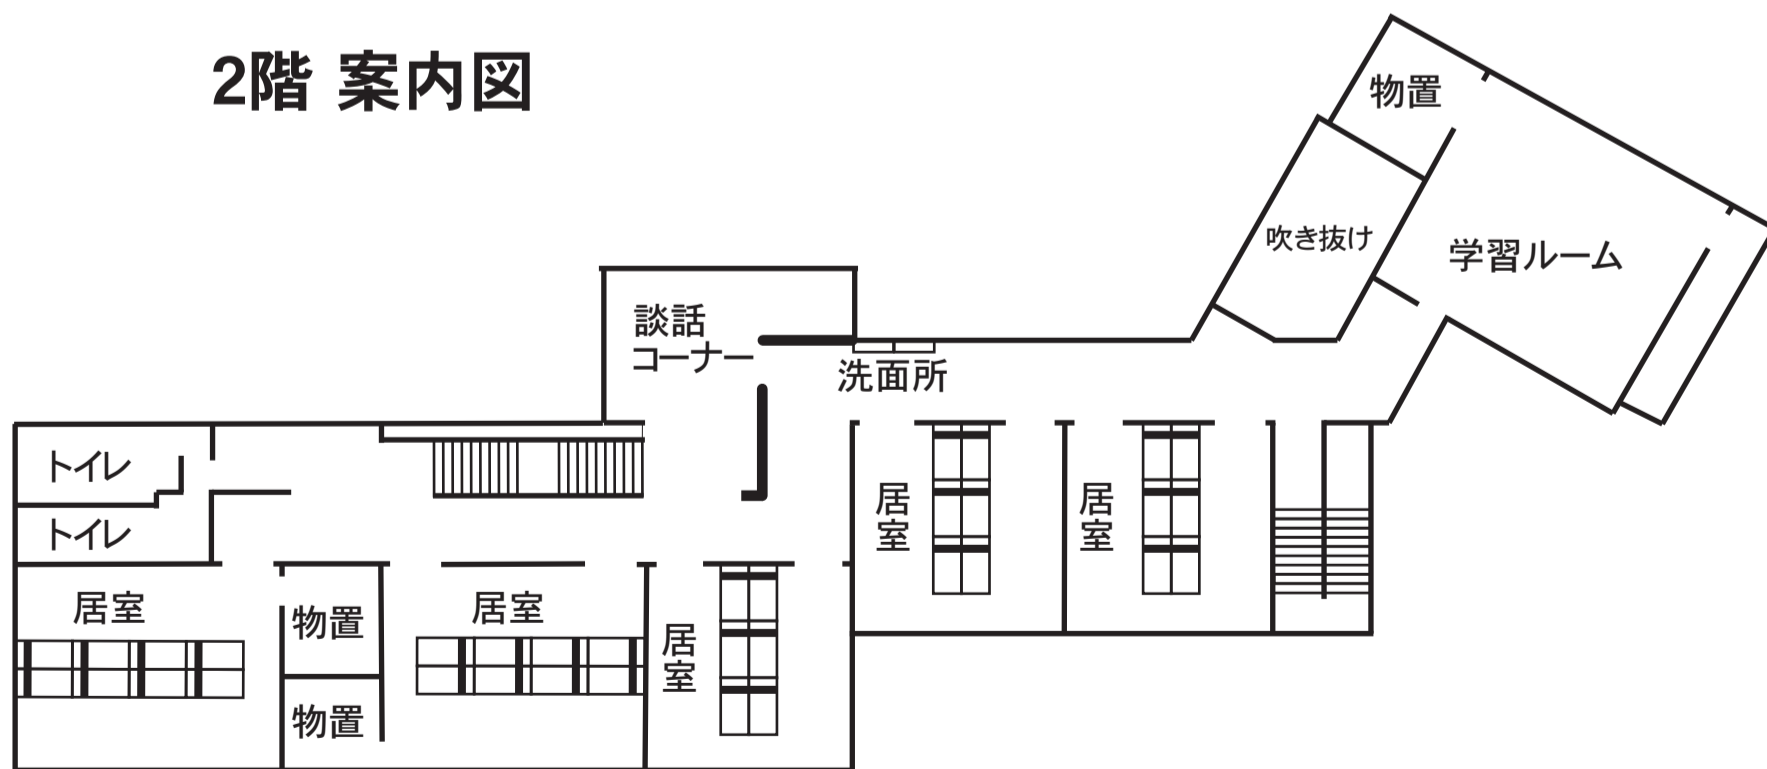 2階 案内図
物置
吹き抜け
学習ルーム
談話
コーナー
洗面所
トイレ
トイレ
居室
居室
居室
物置
居室
居室
物置